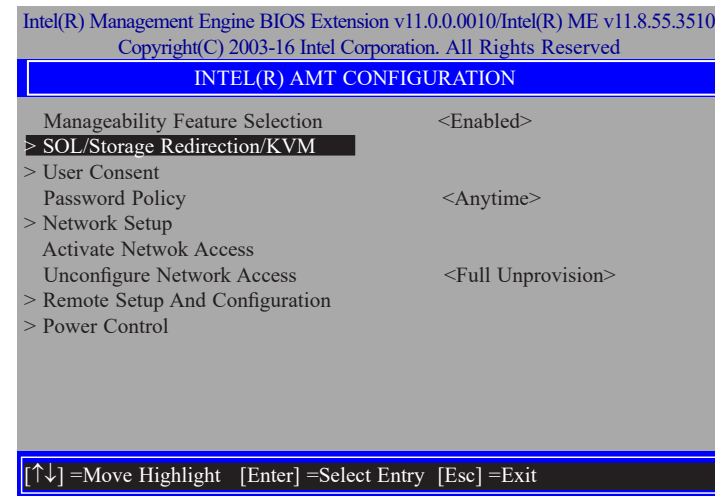 Intel(R) Management Engine BIOS Extension v11.0.0.0010/Intel(R) ME v11.8.55.3510
Copyright(C) 2003-16 Intel Corporation. All Rights Reserved
INTEL(R) AMT CONFIGURATION
Manageability Feature Selection <Enabled>
> SOL/Storage Redirection/KVM
> User Consent
Password Policy <Anytime>
> Network Setup
Activate Netwok Access
Unconfigure Network Access <Full Unprovision>
> Remote Setup And Configuration
> Power Control
[↑↓] =Move Highlight [Enter] =Select Entry [Esc] =Exit